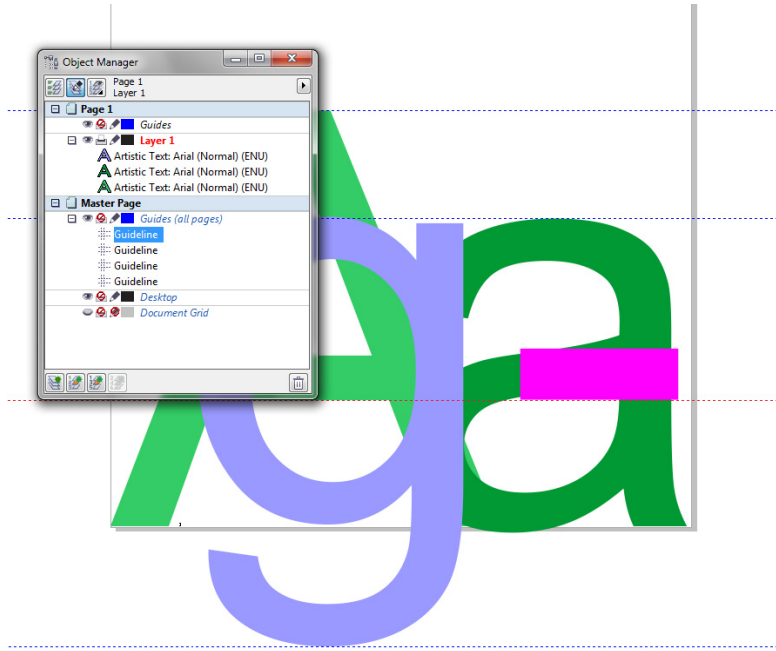 Object Manager
Page 1
Layer 1
Page 1
Guides
Layer 1
Artistic Text: Arial (Normal) (ENU)
Artistic Text: Arial (Normal) (ENU)
Artistic Text: Arial (Normal) (ENU)
Master Page
Guides (all pages)
Guideline
Guideline
Guideline
Guideline
Desktop
Document Grid
A g a